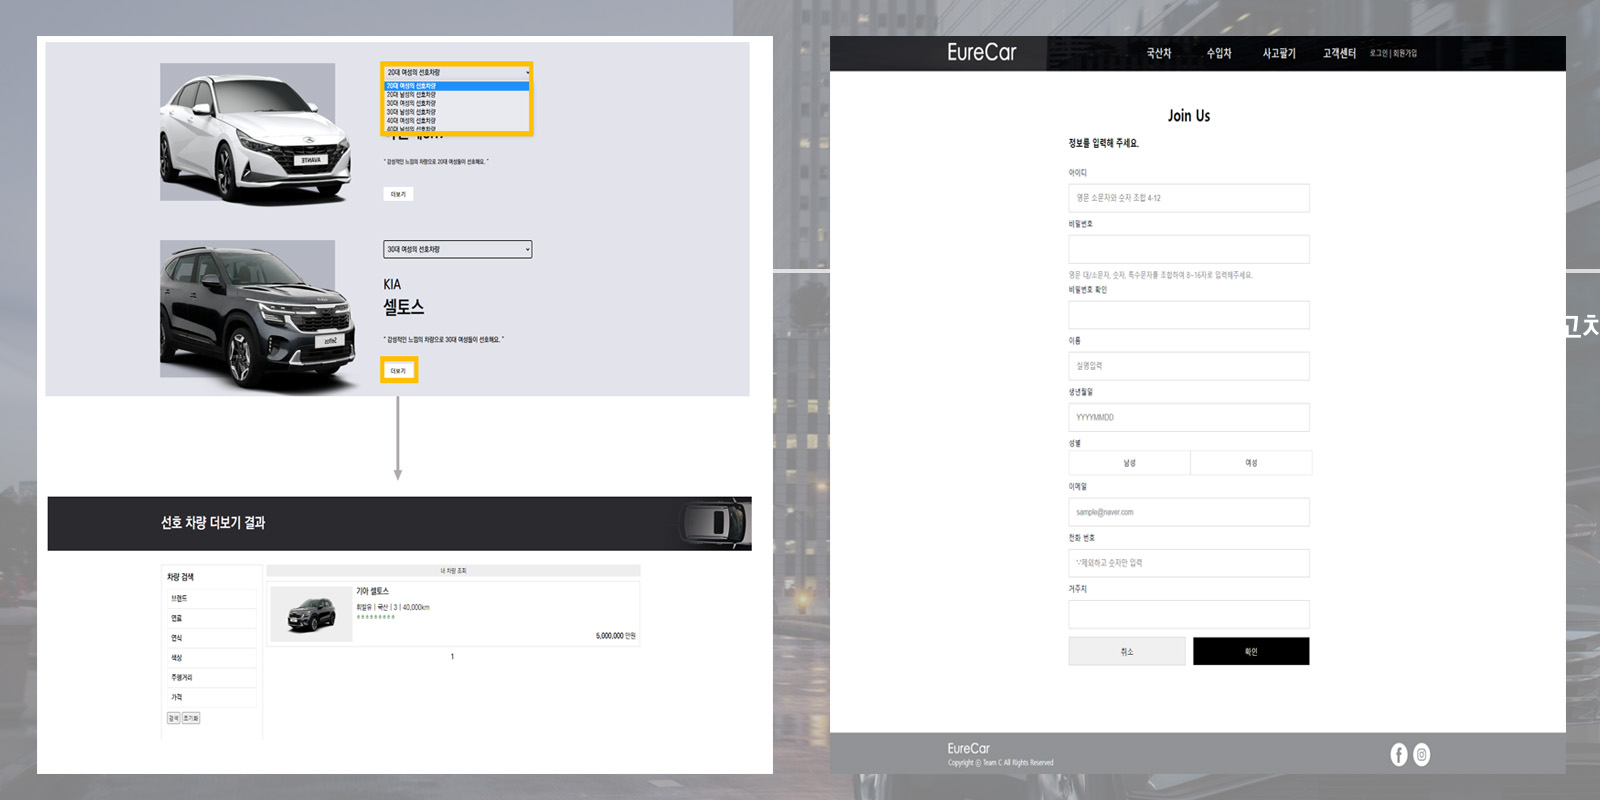 20대 여성의 선호차량
20대 여성의 선호차량
20대 남성의 선호차량
30대 여성의 선호차량
30대 남성의 선호차량
40대 여성의 선호차량
40대 남성의 선호차량
AVANTE
" 감성적인 느낌의 차량으로 20대 여성들이 선호해요. "
더보기
30대 여성의 선호차량
KIA
셀토스
Seltos
" 감성적인 느낌의 차량으로 30대 여성들이 선호해요. "
더보기
선호 차량 더보기 결과
차량 검색
브랜드
연료
연식
색상
주행거리
가격
검색 초기화
내 차량 조회
기아 셀토스
휘발유 | 국산 | 3 | 40,000km
*********
5,000,000 만원
1
EureCar
국산차 수입차 사고팔기 고객센터 로그인 | 회원가입
Join Us
정보를 입력해 주세요.
아이디
영문 소문자와 숫자 조합 4-12
비밀번호
영문 대/소문자, 숫자, 특수문자를 조합하여 8~16자로 입력해주세요.
비밀번호 확인
이름
실명입력
생년월일
YYYYMMDD
성별
남성 여성
이메일
sample@naver.com
전화 번호
'-'제외하고 숫자만 입력
거주지
취소 확인
EureCar
Copyright ⓒ Team C All Rights Reserved
고차